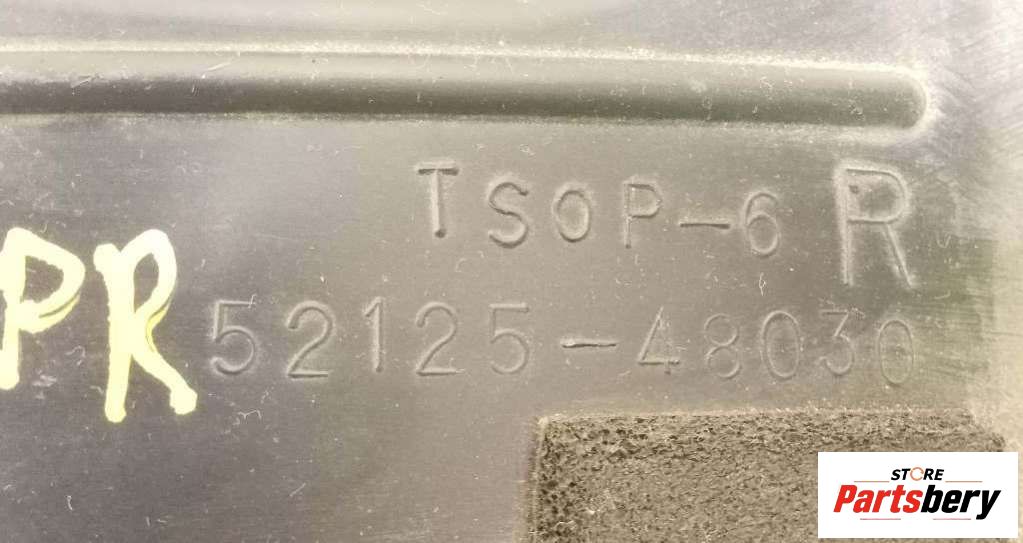 TSOP-6 R
PR
52125-48030
STORE
Partsbery